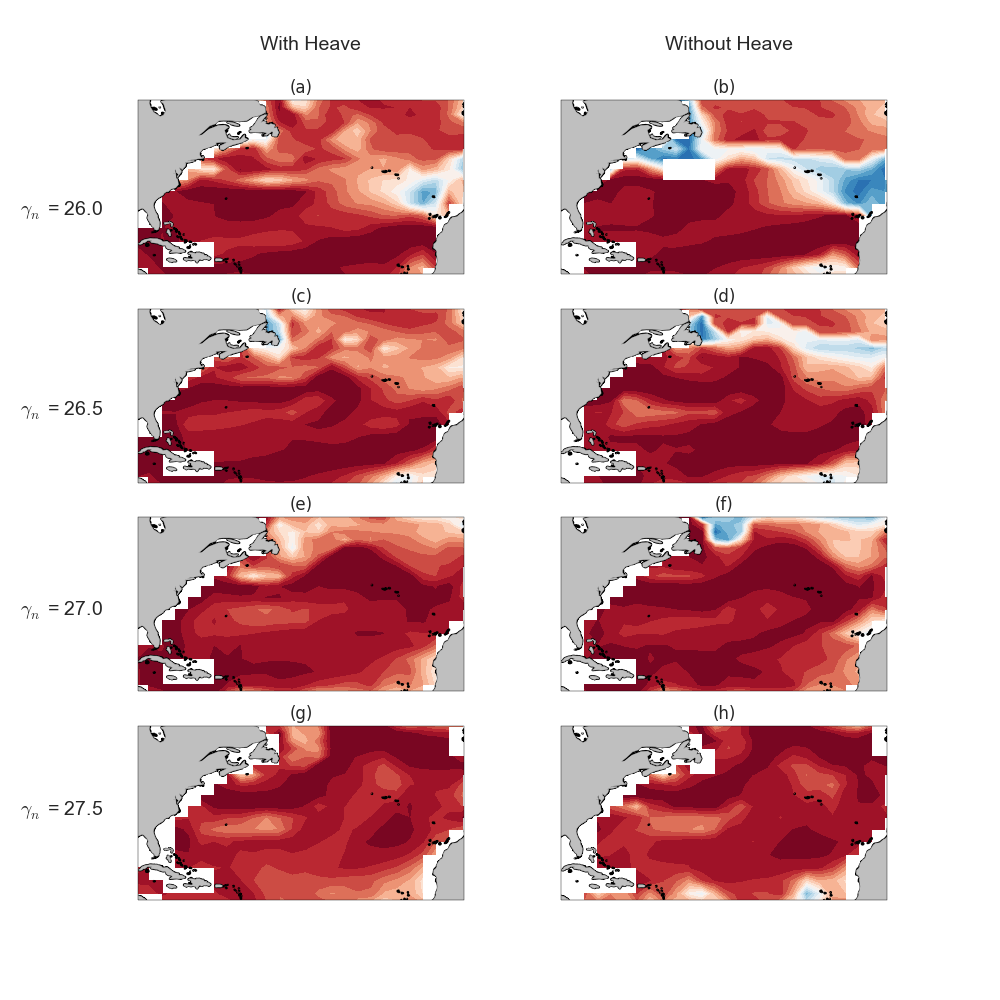 With Heave Without Heave
(a) (b)
γₙ = 26.0
(c) (d)
γₙ = 26.5
(e) (f)
γₙ = 27.0
(g) (h)
γₙ = 27.5